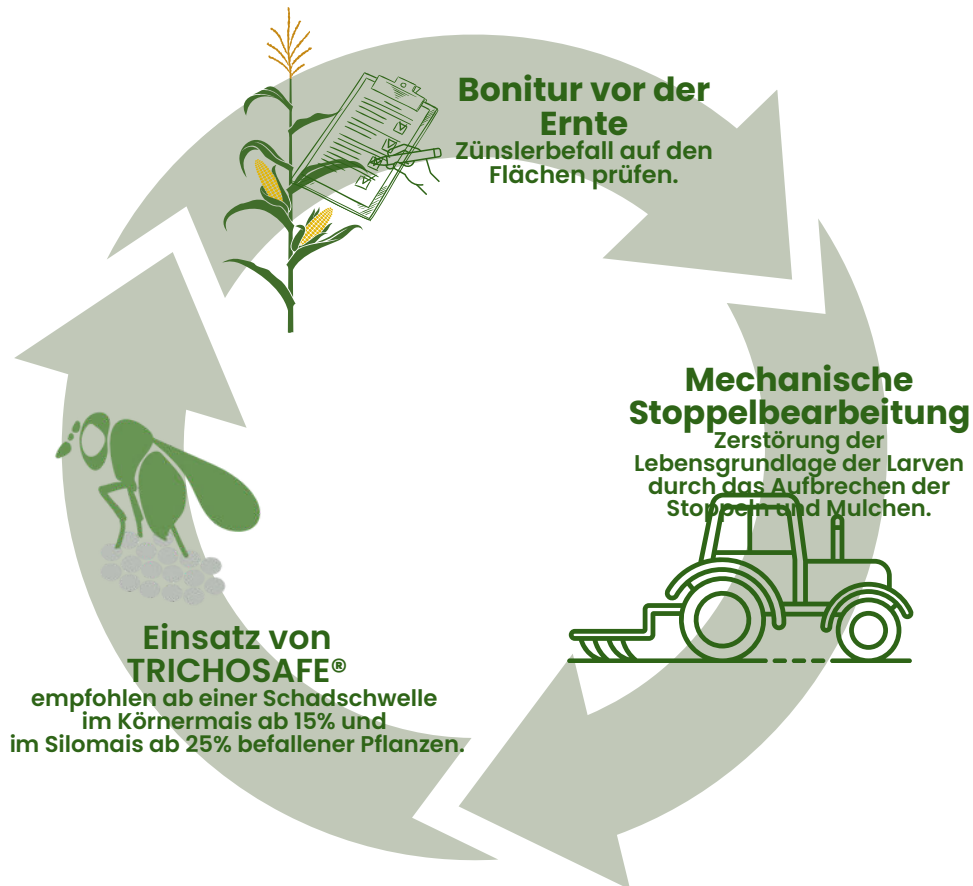 Bonitur vor der
Ernte
Zünslerbefall auf den
Flächen prüfen.
Mechanische
Stoppelbearbeitung
Zerstörung der
Lebensgrundlage der Larven
durch das Aufbrechen der
Stoppeln und Mulchen.
Einsatz von
TRICHOSAFE®
empfohlen ab einer Schadschwelle
im Körnermais ab 15% und
im Silomais ab 25% befallener Pflanzen.